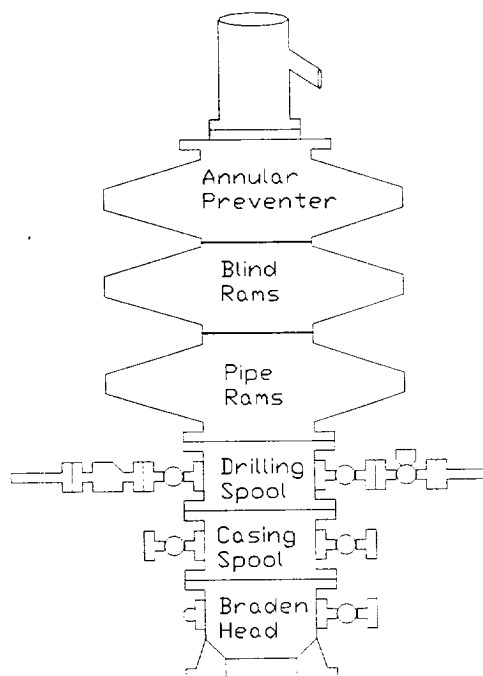 Annular
Preventer
Blind
Rams
Pipe
Rams
Drilling
Spool
Casing
Spool
Braden
Head